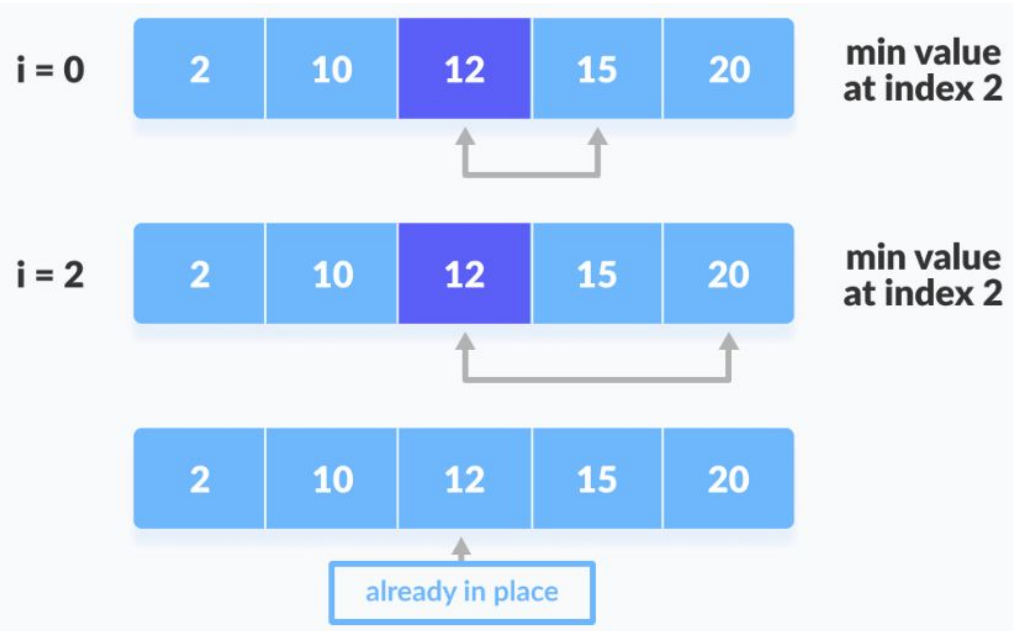 i = 0
2 10 12 15 20
min value
at index 2
i = 2
2 10 12 15 20
min value
at index 2
2 10 12 15 20
already in place